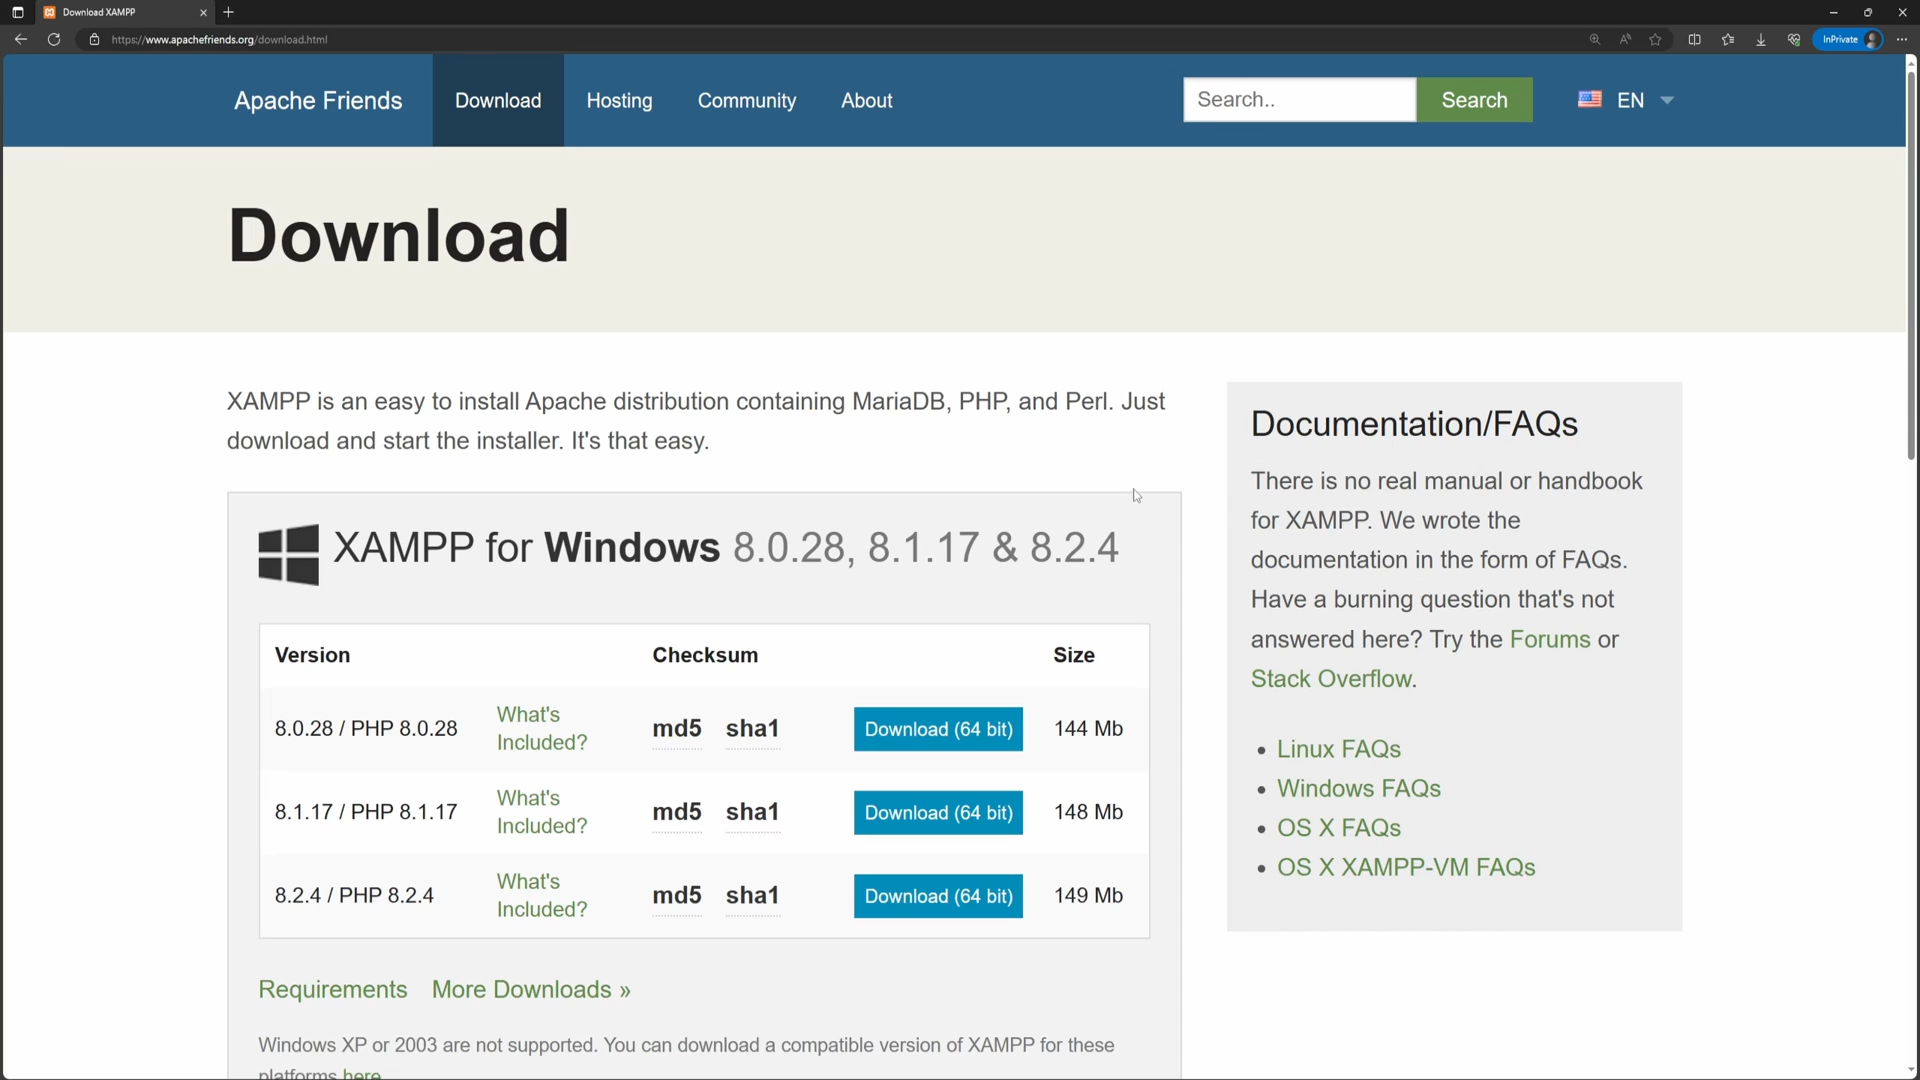 Download XAMPP
https://www.apachefriends.org/download.html
InPrivate
Apache Friends
Download
Hosting
Community
About
Search..
Search
EN
Download
XAMPP is an easy to install Apache distribution containing MariaDB, PHP, and Perl. Just
download and start the installer. It's that easy.
XAMPP for Windows 8.0.28, 8.1.17 & 8.2.4
Version Checksum Size
8.0.28 / PHP 8.0.28 What's Included? md5 sha1 Download (64 bit) 144 Mb
8.1.17 / PHP 8.1.17 What's Included? md5 sha1 Download (64 bit) 148 Mb
8.2.4 / PHP 8.2.4 What's Included? md5 sha1 Download (64 bit) 149 Mb
Requirements More Downloads »
Windows XP or 2003 are not supported. You can download a compatible version of XAMPP for these
platforms here
Documentation/FAQs
There is no real manual or handbook
for XAMPP. We wrote the
documentation in the form of FAQs.
Have a burning question that's not
answered here? Try the Forums or
Stack Overflow.
• Linux FAQs
• Windows FAQs
• OS X FAQs
• OS X XAMPP-VM FAQs